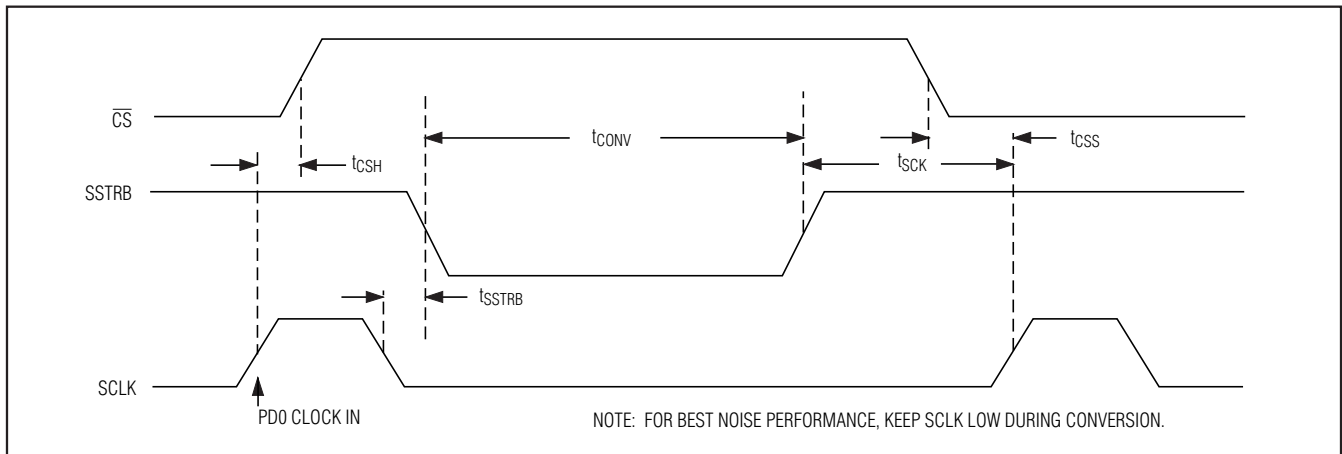 CS
tCONV
tCSS
tCSH
tSCK
SSTRB
tSSTRB
SCLK
PD0 CLOCK IN
NOTE: FOR BEST NOISE PERFORMANCE, KEEP SCLK LOW DURING CONVERSION.